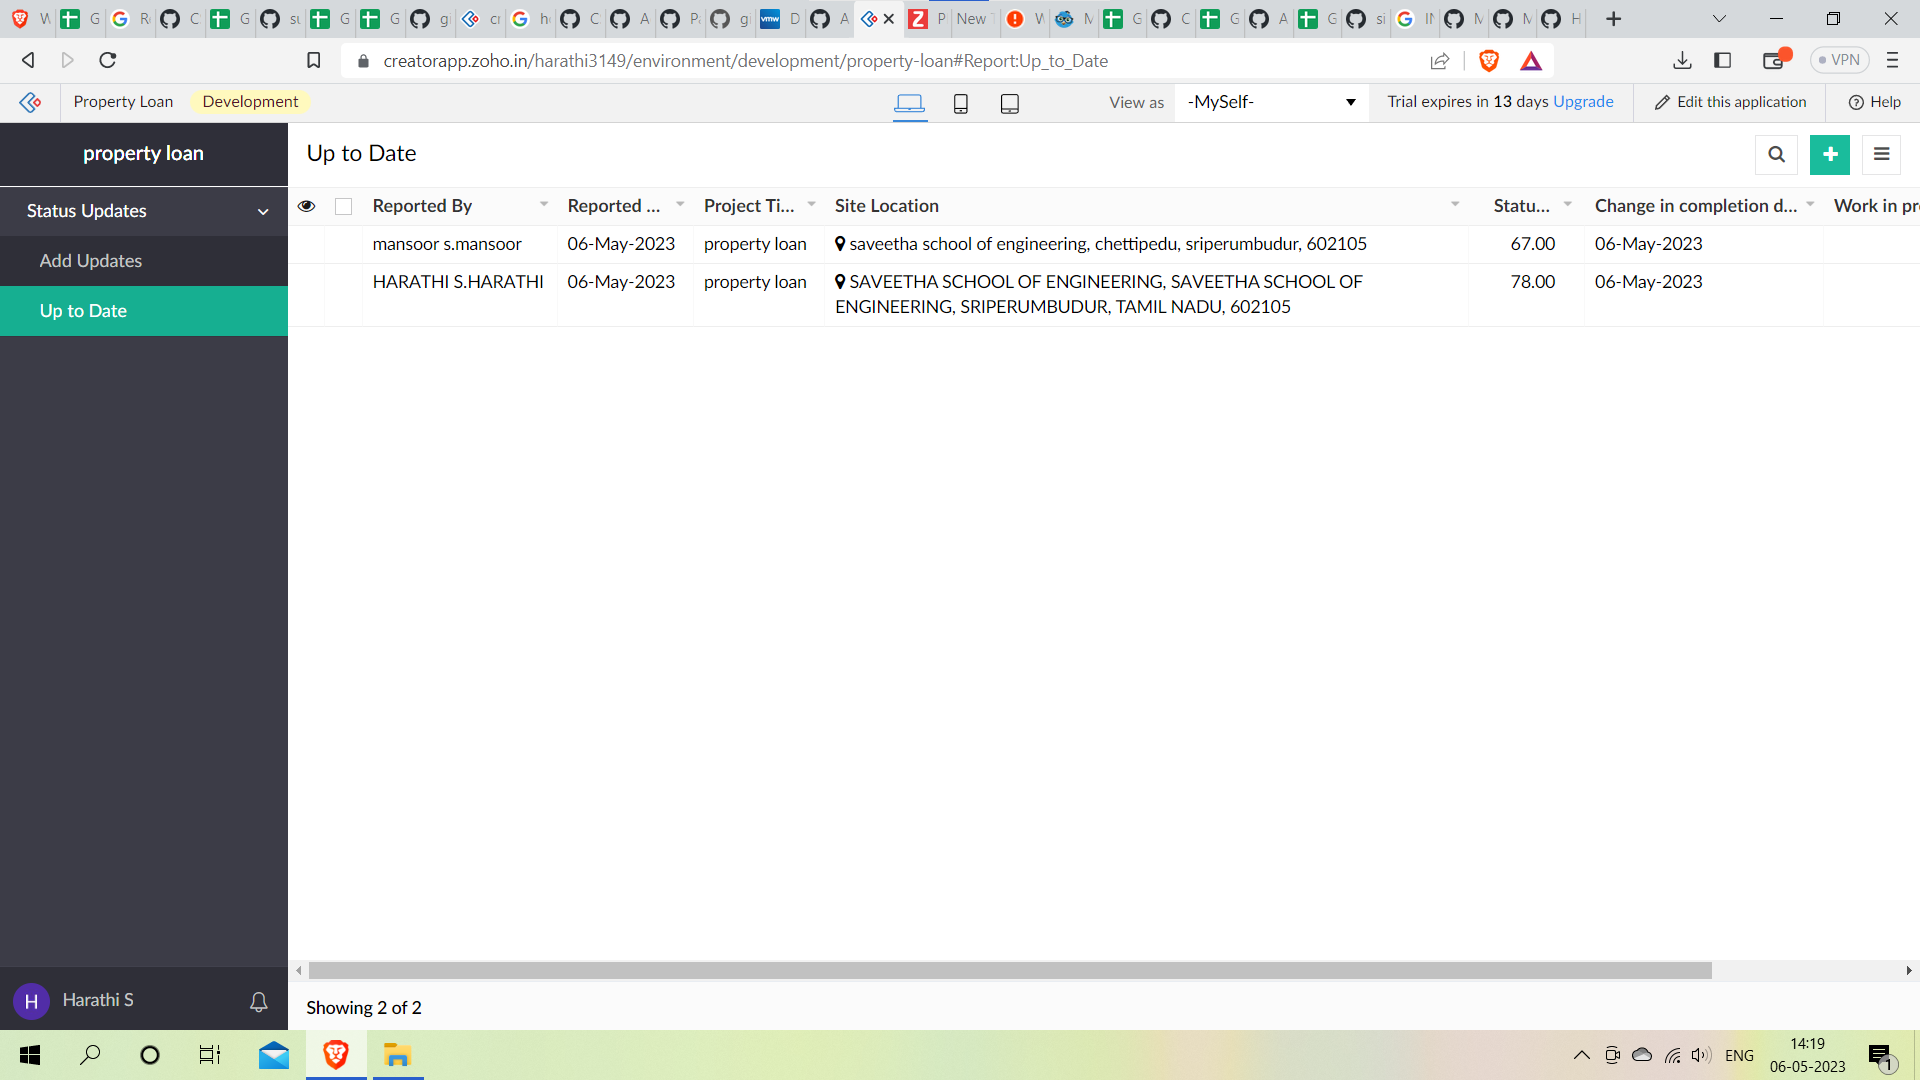 W G R C G su G G gi cr he C A Pa gi D A P New T W M G C G A G si IN M M H
creatorapp.zoho.in/harathi3149/environment/development/property-loan#Report:Up_to_Date
VPN
Property Loan Development View as -MySelf- Trial expires in 13 days Upgrade Edit this application Help
property loan
Up to Date
Status Updates
Add Updates
Up to Date
Reported By Reported ... Project Ti... Site Location Statu... Change in completion d... Work in pr
mansoor s.mansoor 06-May-2023 property loan saveetha school of engineering, chettipedu, sriperumbudur, 602105 67.00 06-May-2023
HARATHI S.HARATHI 06-May-2023 property loan SAVEETHA SCHOOL OF ENGINEERING, SAVEETHA SCHOOL OF 78.00 06-May-2023
ENGINEERING, SRIPERUMBUDUR, TAMIL NADU, 602105
H Harathi S
Showing 2 of 2
ENG
14:19
06-05-2023
1